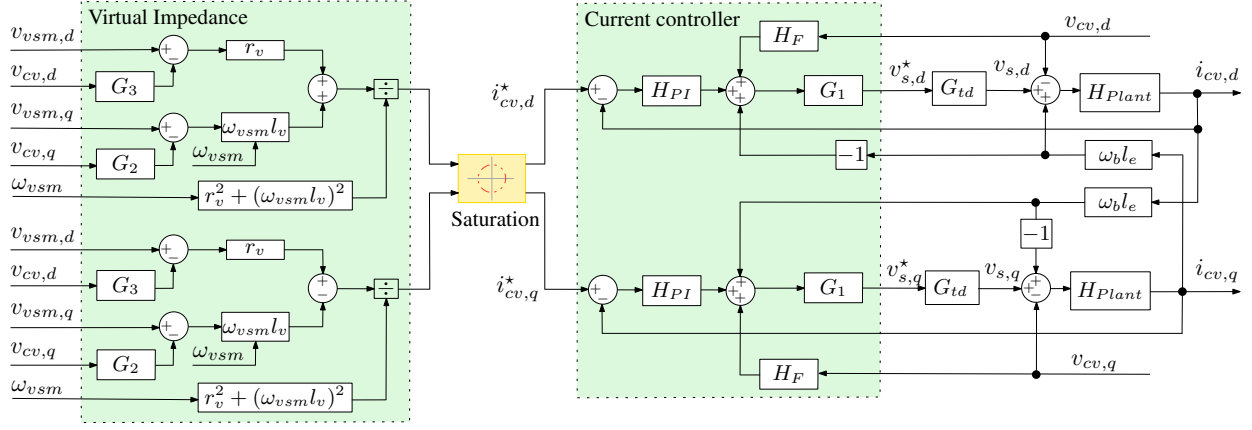 Virtual Impedance
v_{vsm,d}
r_v
v_{cv,d}
G_3
÷
v_{vsm,q}
ω_{vsm}l_v
v_{cv,q}
G_2
ω_{vsm}
ω_{vsm}
r_v^2 + (ω_{vsm}l_v)^2
v_{vsm,d}
r_v
v_{cv,d}
G_3
÷
v_{vsm,q}
ω_{vsm}l_v
v_{cv,q}
G_2
ω_{vsm}
ω_{vsm}
r_v^2 + (ω_{vsm}l_v)^2
Saturation
Current controller
H_F
v_{cv,d}
i^⋆_{cv,d}
H_{PI}
G_1
v^⋆_{s,d}
G_{td}
v_{s,d}
H_{Plant}
i_{cv,d}
−1
ω_b l_e
ω_b l_e
−1
i^⋆_{cv,q}
H_{PI}
G_1
v^⋆_{s,q}
G_{td}
v_{s,q}
H_{Plant}
i_{cv,q}
H_F
v_{cv,q}